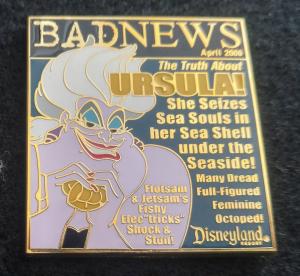 BADNEWS
April 2006
The Truth About
URSULA!
She Seizes
Sea Souls in
her Sea Shell
under the
Seaside!
Many Dread
Full-Figured
Feminine
Octoped!
Flotsam
& Jetsam's
Fishy
Elec"tricks"
Shock &
Stun!
Disneyland
RESORT